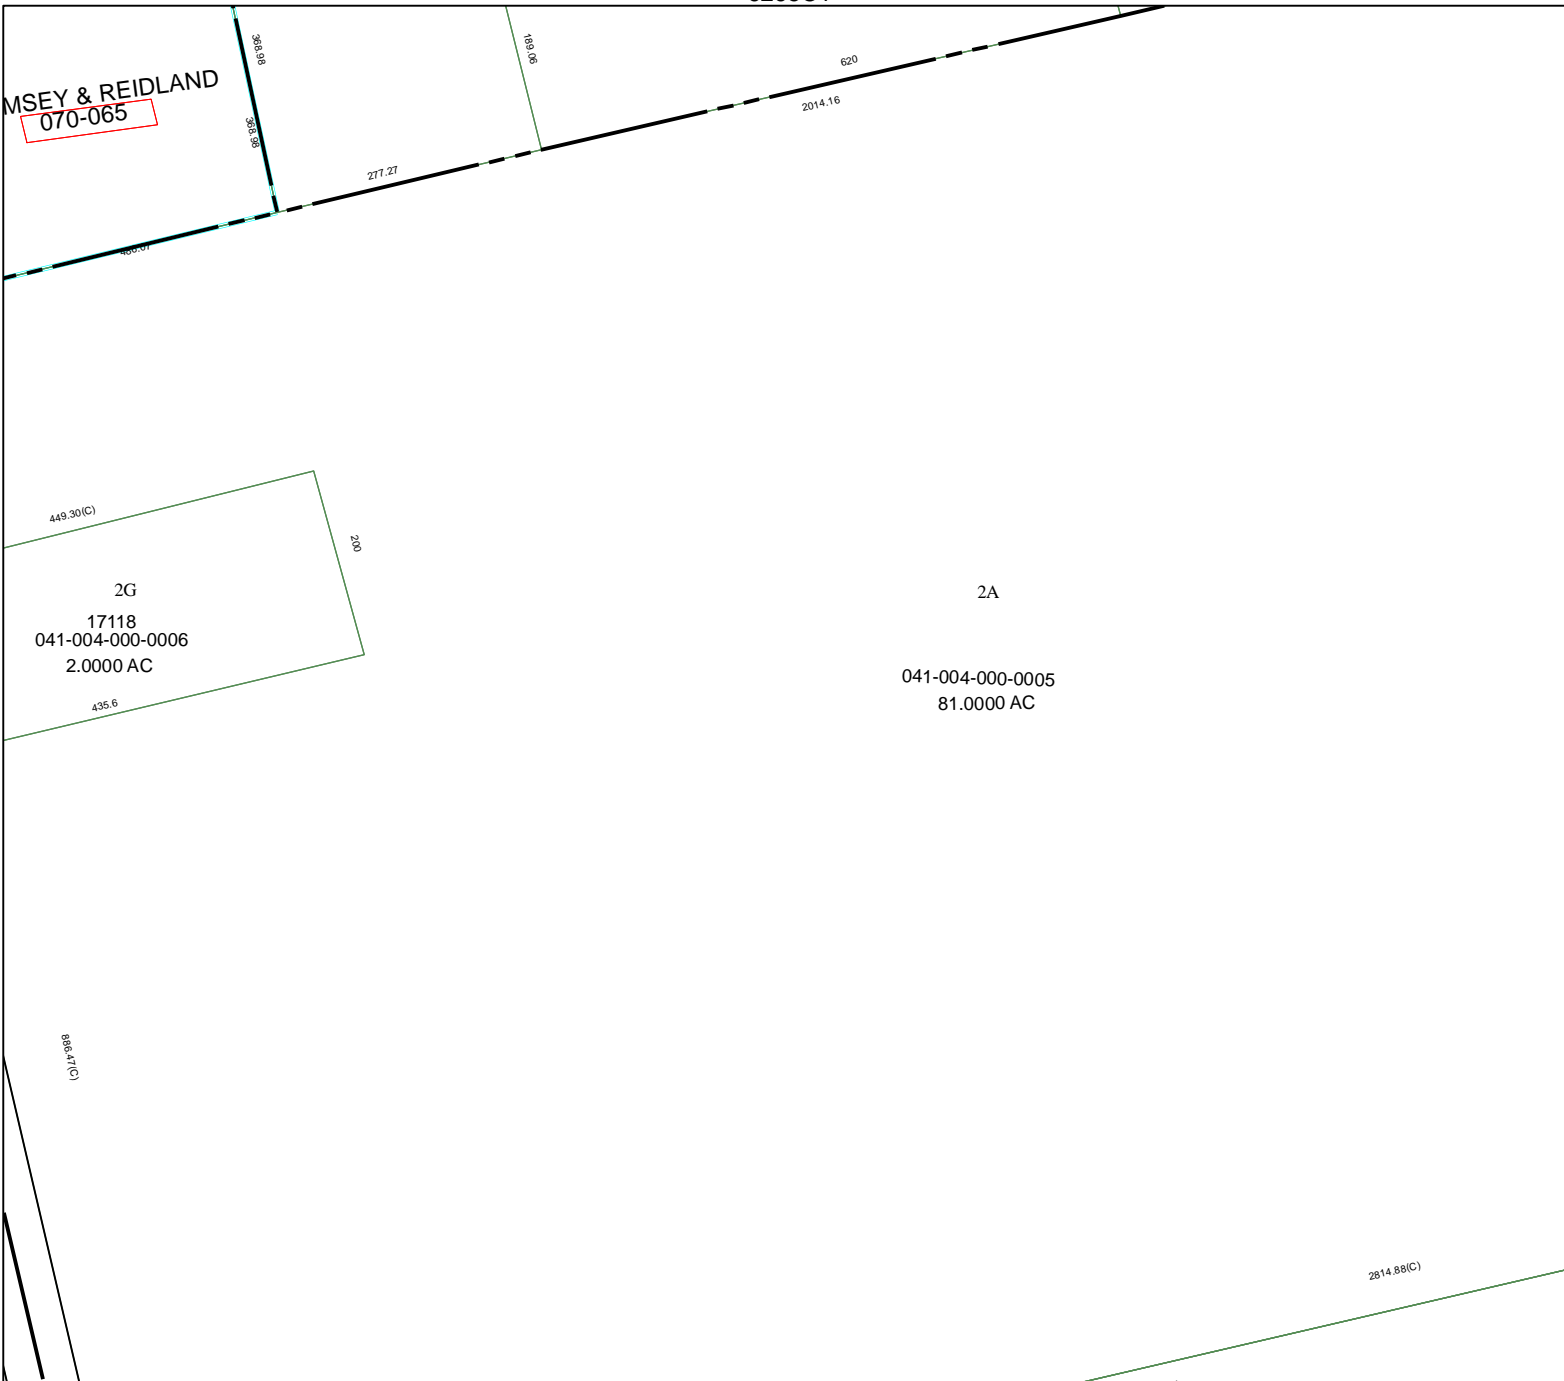 368.98
189.06
620
2014.16
MSEY & REIDLAND
070-065
368.98
277.27
449.30(C)
200
2G
17118
041-004-000-0006
2.0000 AC
435.6
2A
041-004-000-0005
81.0000 AC
886.47(C)
2814.88(C)